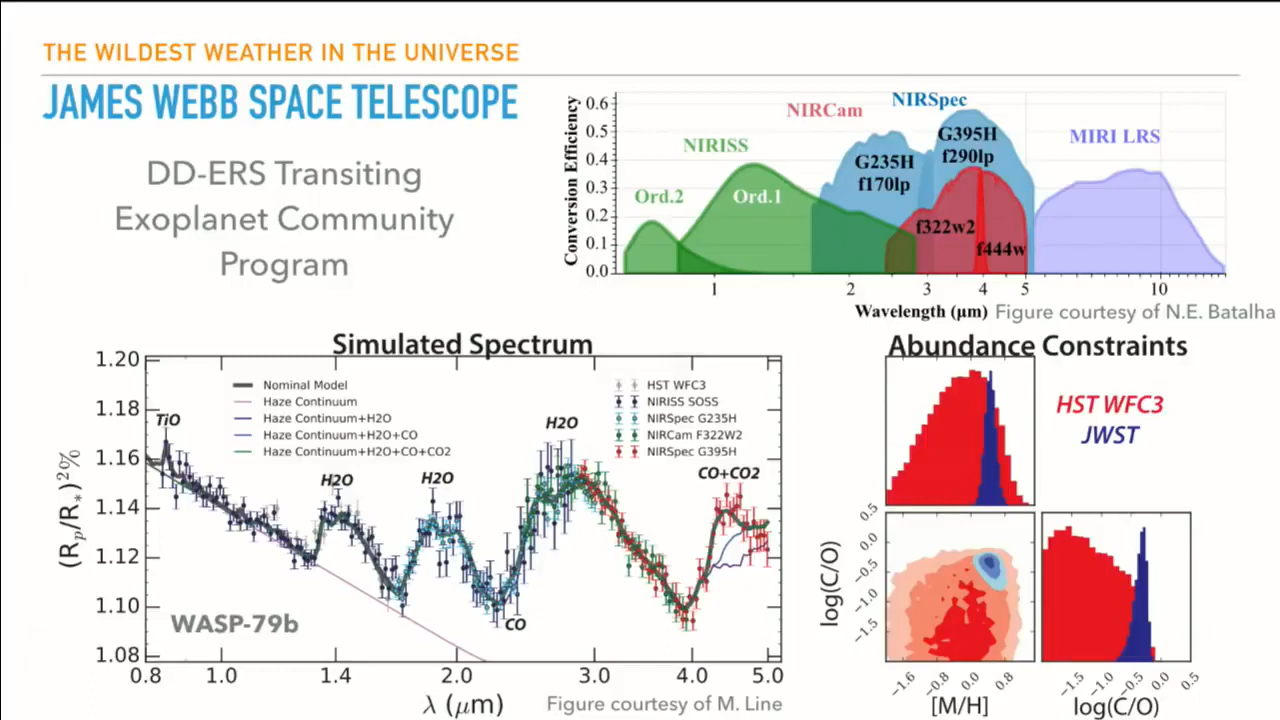 THE WILDEST WEATHER IN THE UNIVERSE
JAMES WEBB SPACE TELESCOPE
DD-ERS Transiting
Exoplanet Community
Program
Conversion Efficiency
0.6
0.5
0.4
0.3
0.2
0.1
0.0
NIRISS
NIRCam
NIRSpec
MIRI LRS
Ord.2
Ord.1
G235H
f170lp
G395H
f290lp
f322w2
f444w
1
2
3
4
5
10
Wavelength (μm)
Figure courtesy of N.E. Batalha
Simulated Spectrum
(Rp/R*)2%
1.20
1.18
1.16
1.14
1.12
1.10
1.08
Nominal Model
Haze Continuum
Haze Continuum+H2O
Haze Continuum+H2O+CO
Haze Continuum+H2O+CO+CO2
HST WFC3
NIRISS SOSS
NIRSpec G235H
NIRCam F322W2
NIRSpec G395H
TiO
H2O
H2O
H2O
CO+CO2
CO
WASP-79b
0.8
1.0
1.4
2.0
3.0
4.0
5.0
λ (μm)
Figure courtesy of M. Line
Abundance Constraints
HST WFC3
JWST
log(C/O)
0.5
0.0
−0.5
−1.0
−1.5
−1.6
−0.8
0.0
0.8
[M/H]
−1.5
−1.0
−0.5
0.0
0.5
log(C/O)